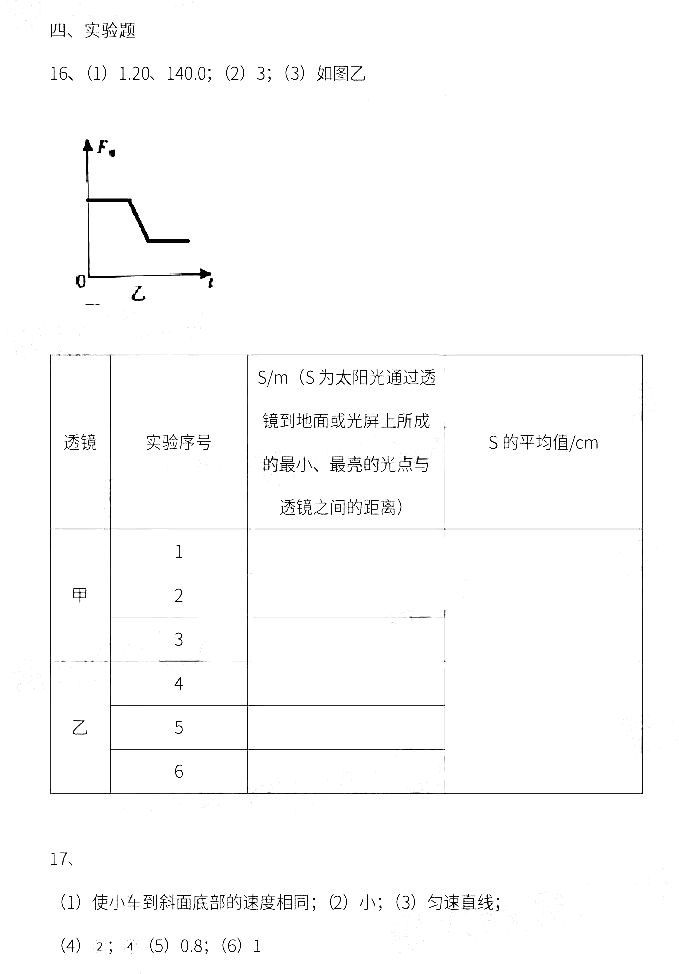 四、实验题
16、（1）1.20、140.0；（2）3；（3）如图乙
F
O
乙
t
透镜
实验序号
S/m（S为太阳光通过透
镜到地面或光屏上所成
的最小、最亮的光点与
透镜之间的距离）
S的平均值/cm
甲
1
2
3
乙
4
5
6
17、
（1）使小车到斜面底部的速度相同；（2）小；（3）匀速直线；
（4）2；4（5）0.8；（6）1